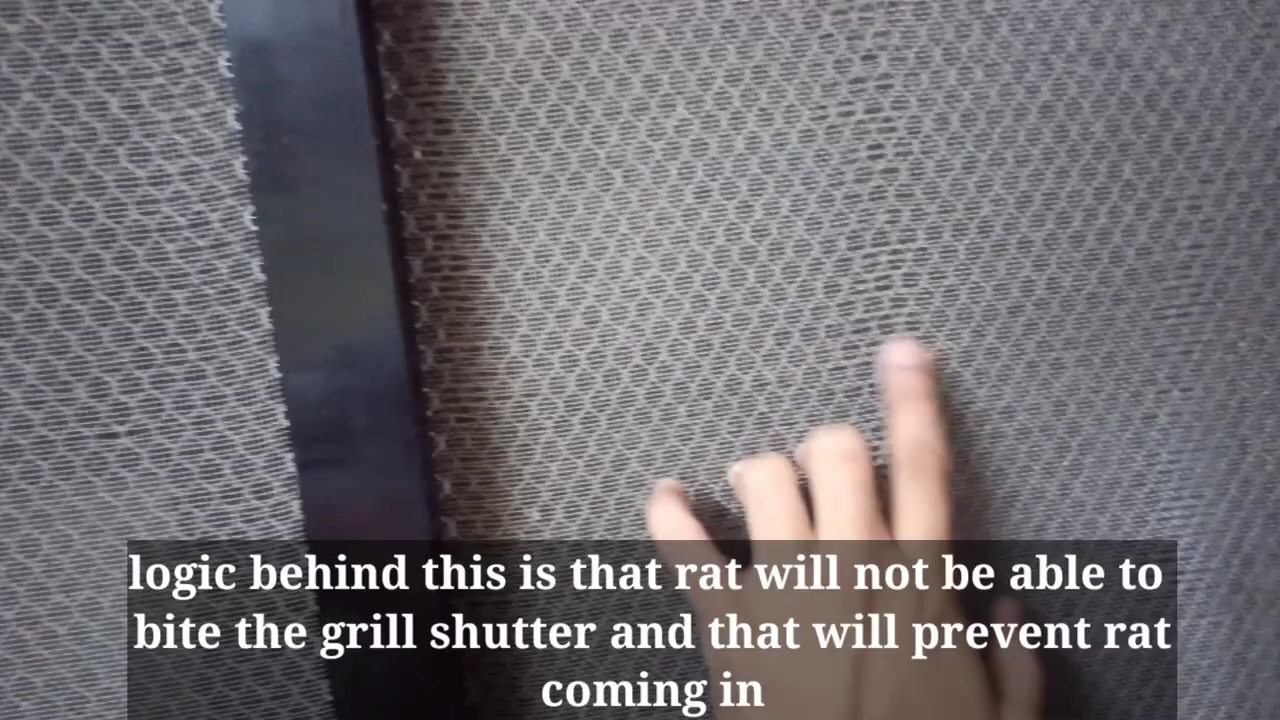 logic behind this is that rat will not be able to
bite the grill shutter and that will prevent rat
coming in